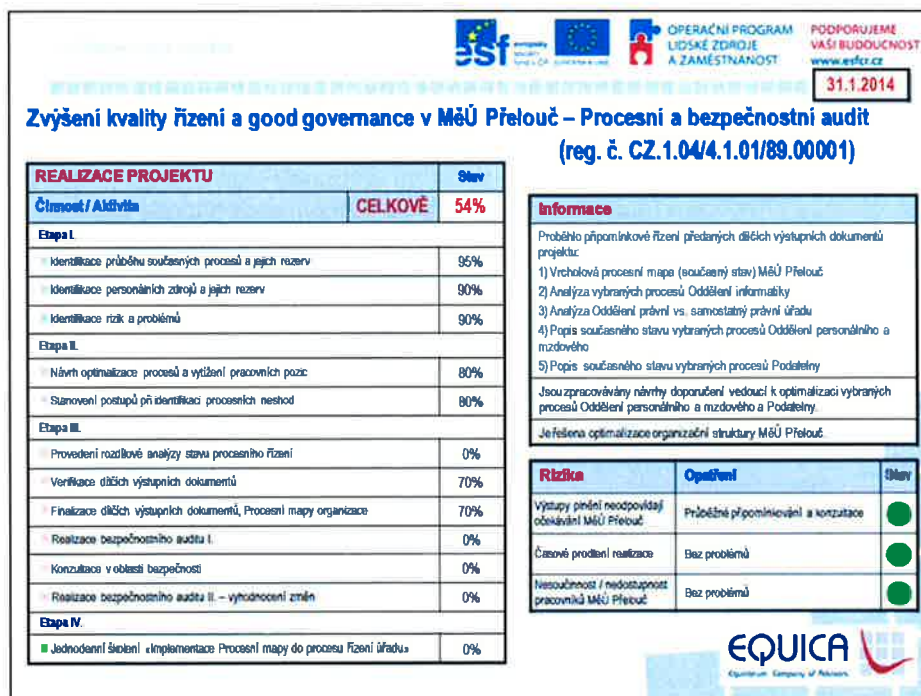 esf
OPERAČNÍ PROGRAM
LIDSKÉ ZDROJE
A ZAMĚSTNANOST
PODPORUJEME
VAŠI BUDOUCNOST
www.esfcr.cz
31.1.2014
Zvýšení kvality řízení a good governance v MěÚ Přelouč – Procesní a bezpečnostní audit
(reg. č. CZ.1.04/4.1.01/89.00001)
REALIZACE PROJEKTU Stav
Činnost / Aktivita CELKOVĚ 54%
Etapa I.
Identifikace průběhu současných procesů a jejich rezerv 95%
Identifikace personálních zdrojů a jejich rezerv 90%
Identifikace rizik a problémů 90%
Etapa II.
Návrh optimalizace procesů a vytížení pracovních pozic 80%
Stanovení postupů při identifikaci procesních neshod 80%
Etapa III.
Provedení rozdílové analýzy stavu procesního řízení 0%
Verifikace dílčích výstupních dokumentů 70%
Finalizace dílčích výstupních dokumentů, Procesní mapy organizace 70%
Realizace bezpečnostního auditu I. 0%
Konzultace v oblasti bezpečnosti 0%
Realizace bezpečnostního auditu II. – vyhodnocení změn 0%
Etapa IV.
Jednodenní školení «Implementace Procesní mapy do procesu řízení úřadu» 0%
Informace
Proběhlo připomínkové řízení předaných dílčích výstupních dokumentů
projektu:
1) Vrcholová procesní mapa (současný stav) MěÚ Přelouč
2) Analýza vybraných procesů Oddělení informatiky
3) Analýza Oddělení právní vs. samostatný právní úřadu
4) Popis současného stavu vybraných procesů Oddělení personálního a
mzdového
5) Popis současného stavu vybraných procesů Podatelny
Jsou zpracovávány návrhy doporučení vedoucí k optimalizaci vybraných
procesů Oddělení personálního a mzdového a Podatelny.
Je řešena optimalizace organizační struktury MěÚ Přelouč.
Rizika Opatření Stav
Výstupy plnění neodpovídají
očekávání MěÚ Přelouč
Průběžné připomínkování a konzultace
Časové prodlení realizace Bez problémů
Nesoučinnost / nedostupnost
pracovníků MěÚ Přelouč
Bez problémů
EQUICA
Equilibrium Company of Advisors